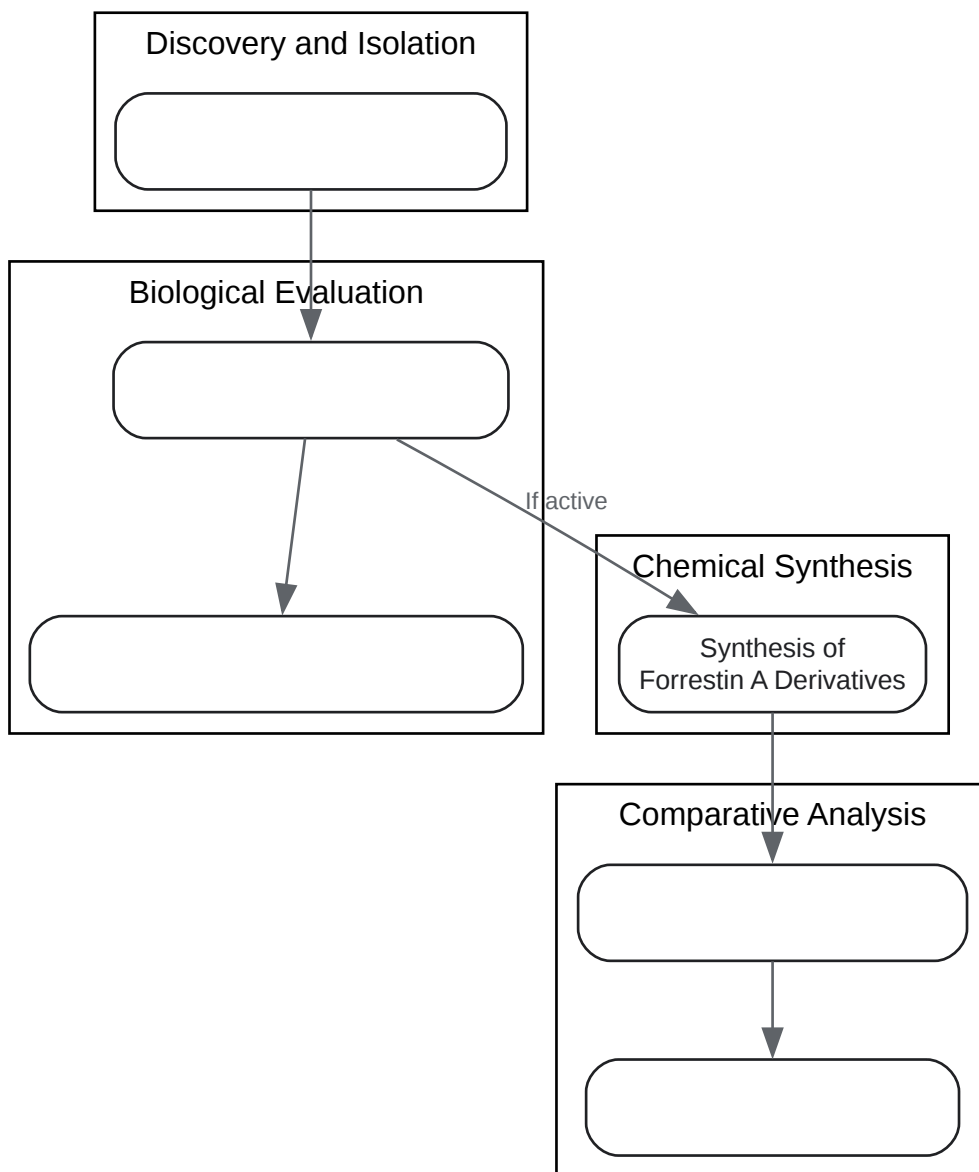 Discovery and Isolation
Biological Evaluation
If active
Chemical Synthesis
Synthesis of
Forrestin A Derivatives
Comparative Analysis